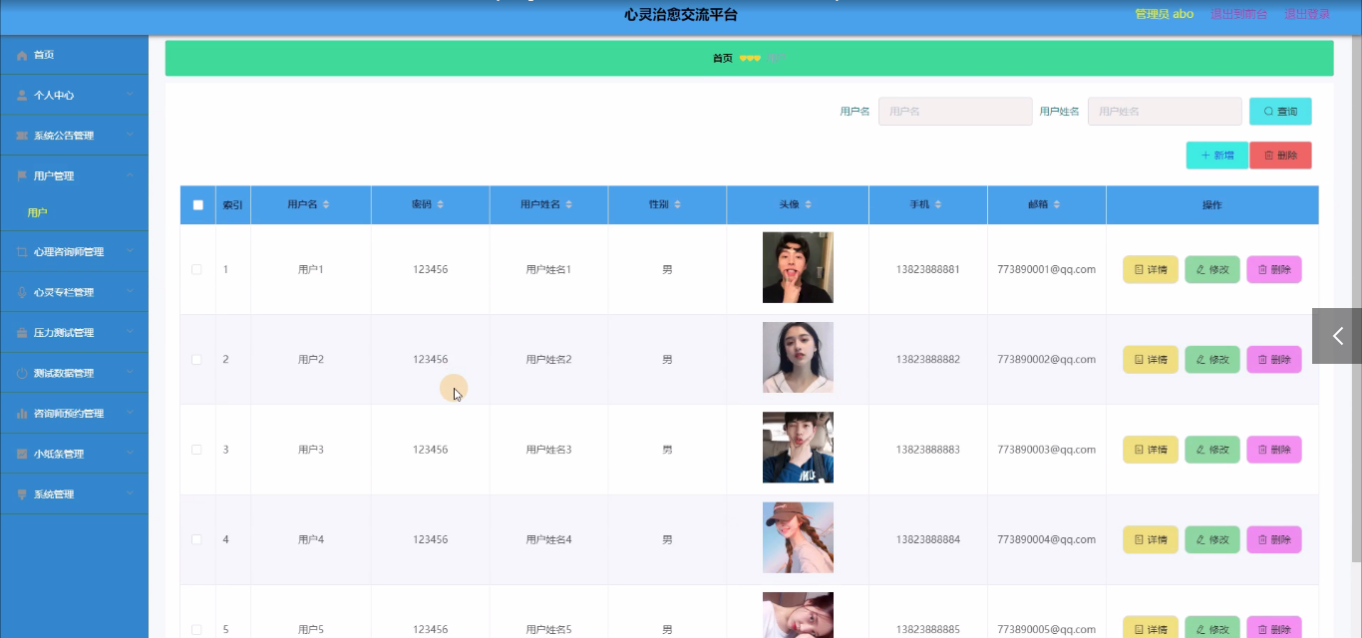 心灵治愈交流平台
管理员 abo 退出到前台 退出登录
首页
个人中心
系统公告管理
用户管理
用户
心理咨询师管理
心灵专栏管理
压力测试管理
测试数据管理
咨询师预约管理
小纸条管理
系统管理
首页 用户
用户名 用户名 用户姓名 用户姓名 查询
新增 删除
索引 用户名 密码 用户姓名 性别 头像 手机 邮箱 操作
1 用户1 123456 用户姓名1 男 13823888881 773890001@qq.com 详情 修改 删除
2 用户2 123456 用户姓名2 男 13823888882 773890002@qq.com 详情 修改 删除
3 用户3 123456 用户姓名3 男 13823888883 773890003@qq.com 详情 修改 删除
4 用户4 123456 用户姓名4 男 13823888884 773890004@qq.com 详情 修改 删除
5 用户5 123456 用户姓名5 男 13823888885 773890005@qq.com 详情 修改 删除